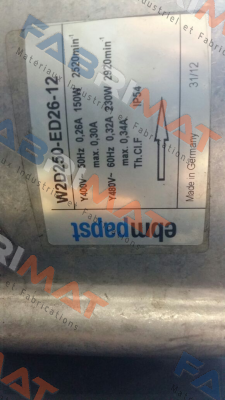 W2D250-ED26-12
Y400V~ 50Hz 0,26A 150W 2520min⁻¹
max. 0,30A
Y480V~ 60Hz 0,32A 230W 2920min⁻¹
max. 0,34A
Th.Cl.F IP54
ebmpapst
Made in Germany 31/12
FABRIMAT